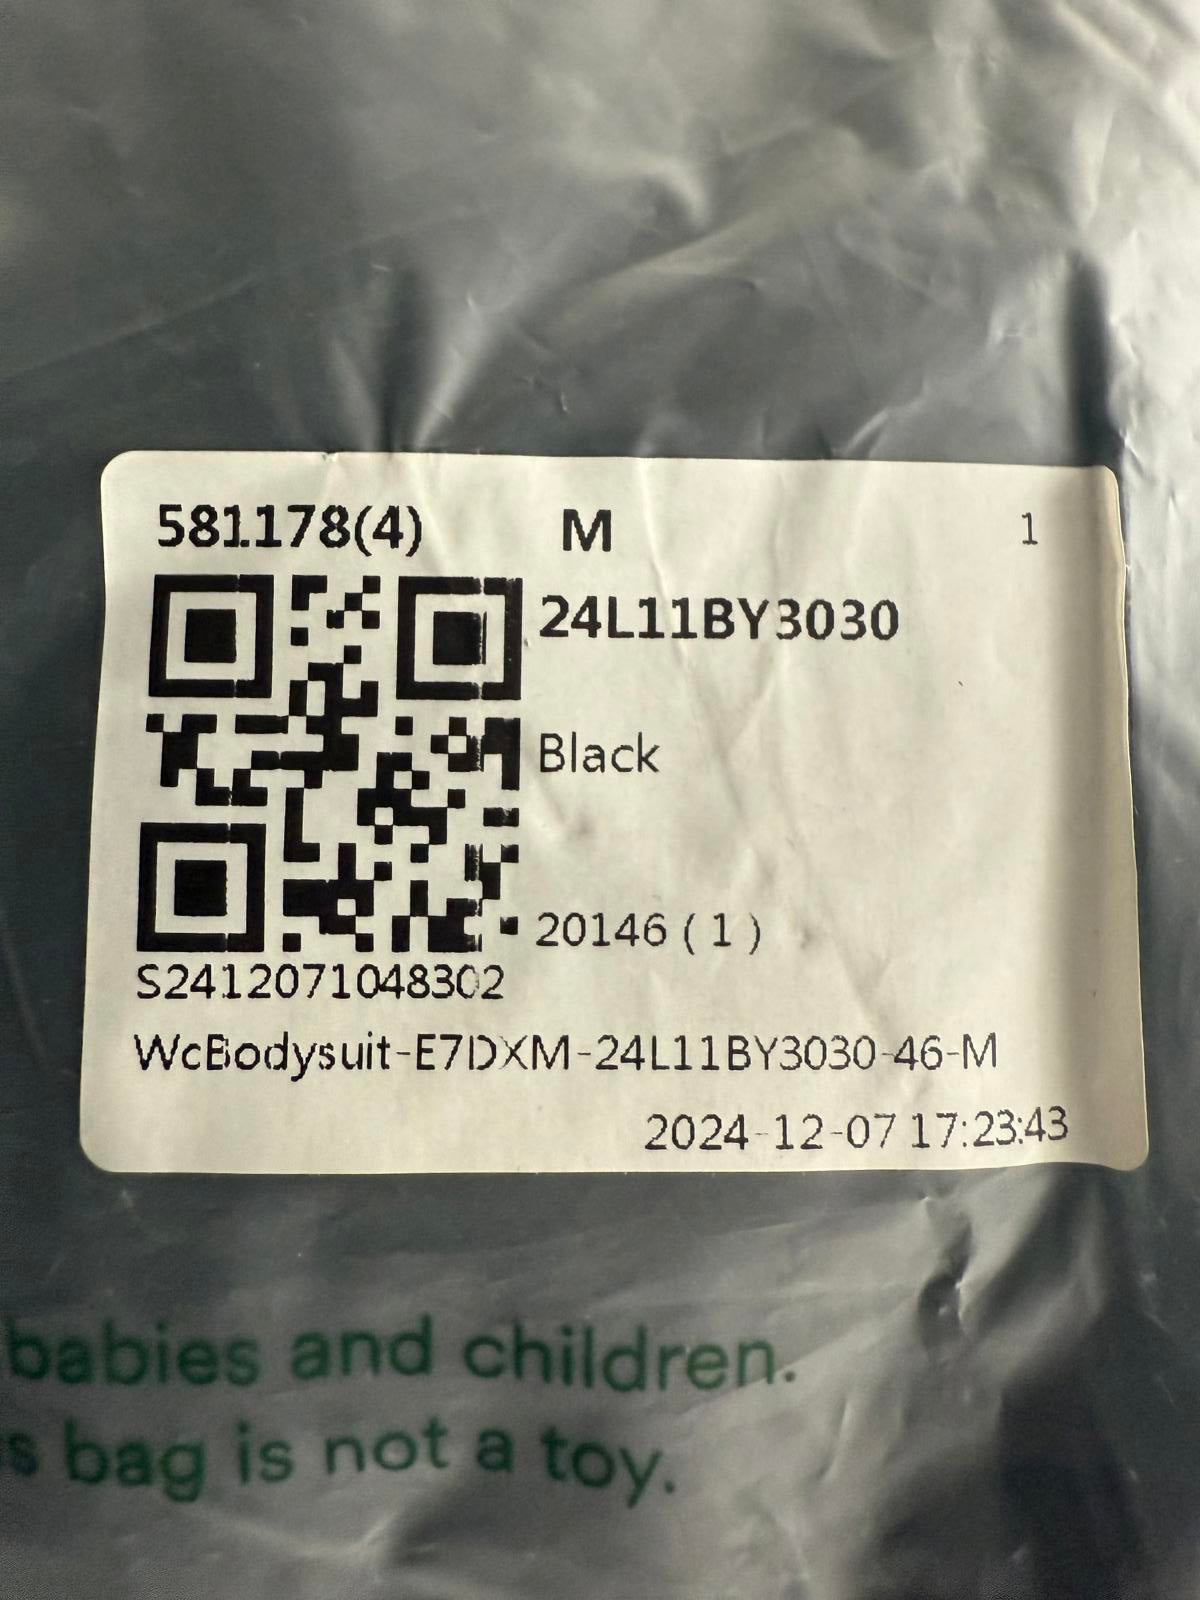 581178(4) M 1
24L11BY3030
Black
20146 ( 1 )
S2412071048302
WcBodysuit-E7DXM-24L11BY3030-46-M
2024-12-07 17:23:43
babies and children.
bag is not a toy.